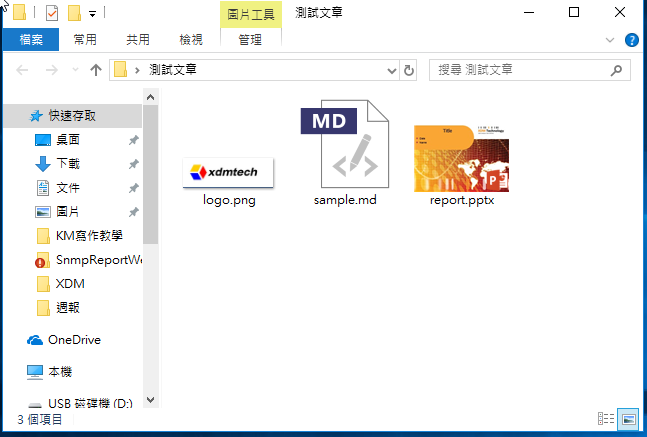 圖片工具 測試文章
檔案 常用 共用 檢視 管理
測試文章 搜尋 測試文章
快速存取
桌面
下載
文件
圖片
KM寫作教學
SnmpReportWe
XDM
週報
OneDrive
本機
USB 磁碟機 (D:)
xdmtech
logo.png
MD
sample.md
Title
P
report.pptx
3 個項目